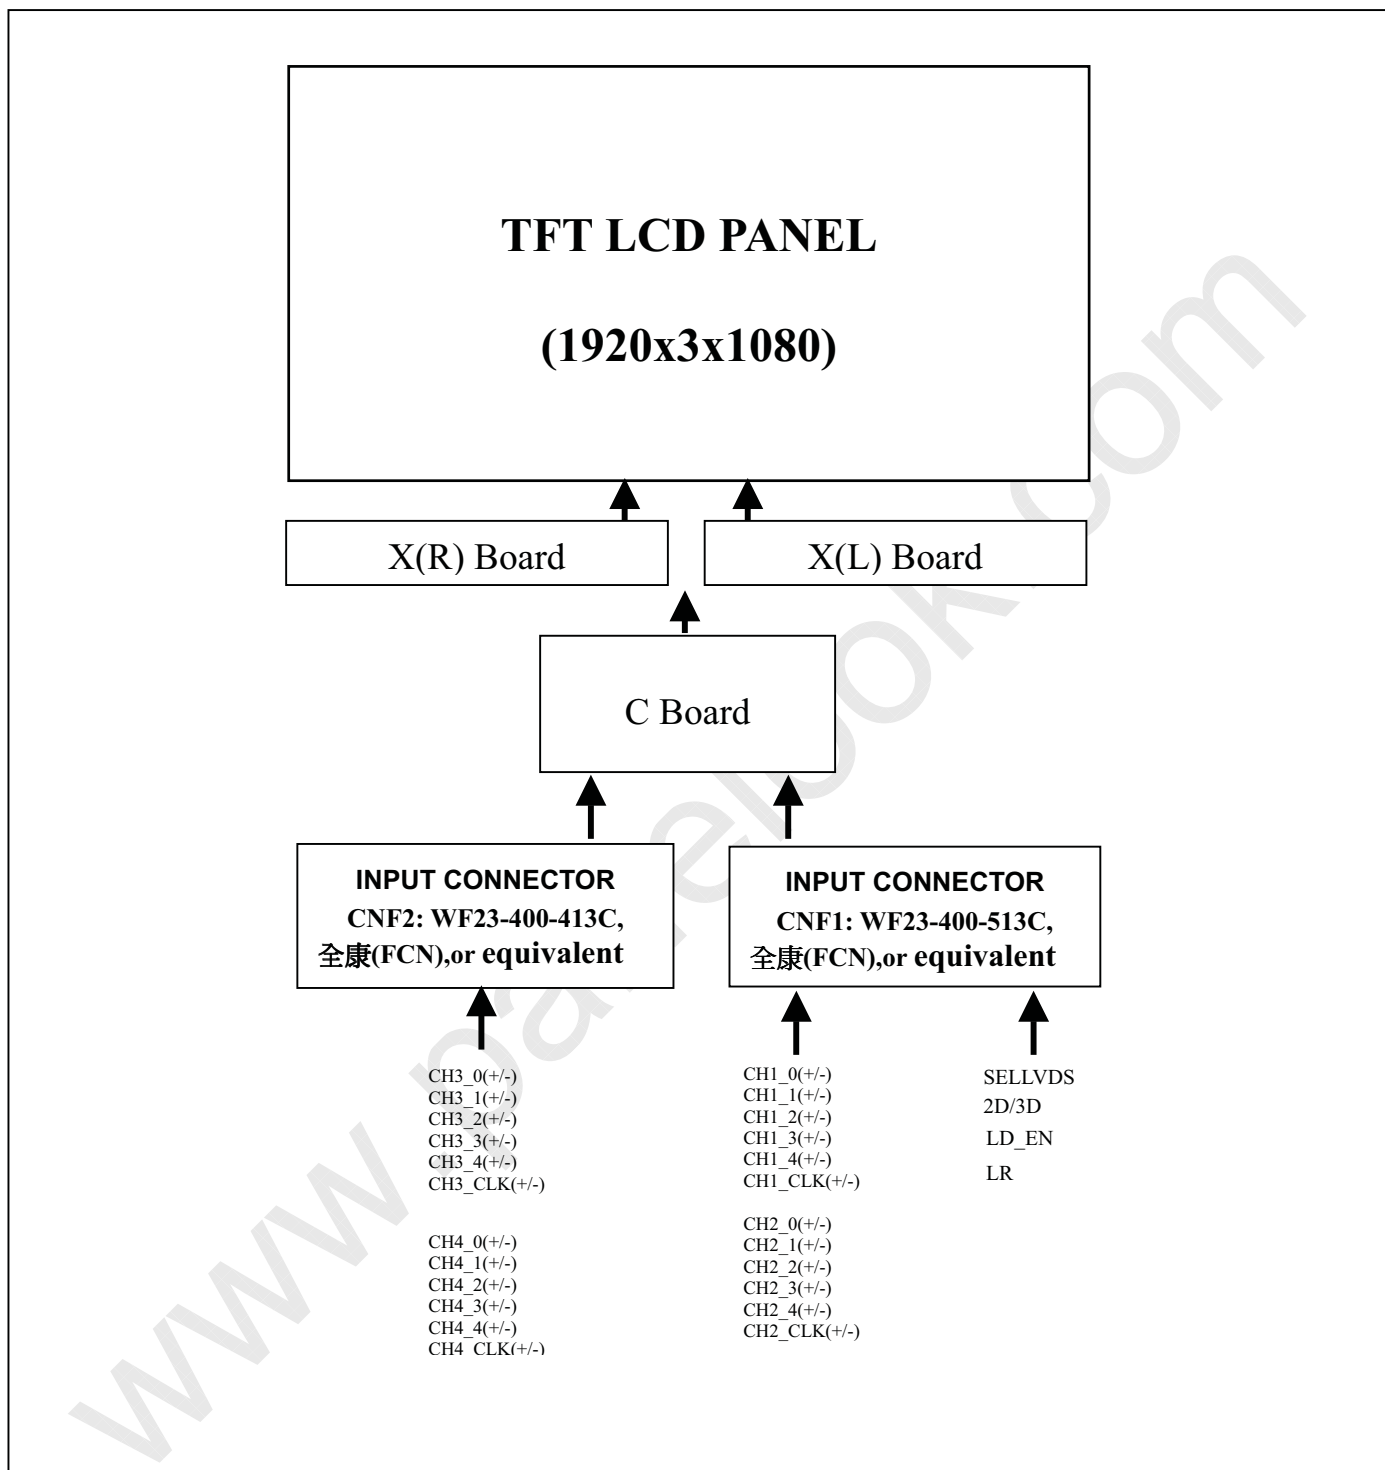 TFT LCD PANEL
(1920x3x1080)
X(R) Board
X(L) Board
C Board
INPUT CONNECTOR
CNF2: WF23-400-413C,
全康(FCN),or equivalent
INPUT CONNECTOR
CNF1: WF23-400-513C,
全康(FCN),or equivalent
CH3_0(+/-)
CH3_1(+/-)
CH3_2(+/-)
CH3_3(+/-)
CH3_4(+/-)
CH3_CLK(+/-)
CH4_0(+/-)
CH4_1(+/-)
CH4_2(+/-)
CH4_3(+/-)
CH4_4(+/-)
CH4_CLK(+/-)
CH1_0(+/-)
CH1_1(+/-)
CH1_2(+/-)
CH1_3(+/-)
CH1_4(+/-)
CH1_CLK(+/-)
CH2_0(+/-)
CH2_1(+/-)
CH2_2(+/-)
CH2_3(+/-)
CH2_4(+/-)
CH2_CLK(+/-)
SELLVDS
2D/3D
LD_EN
LR
www.panelbook.com